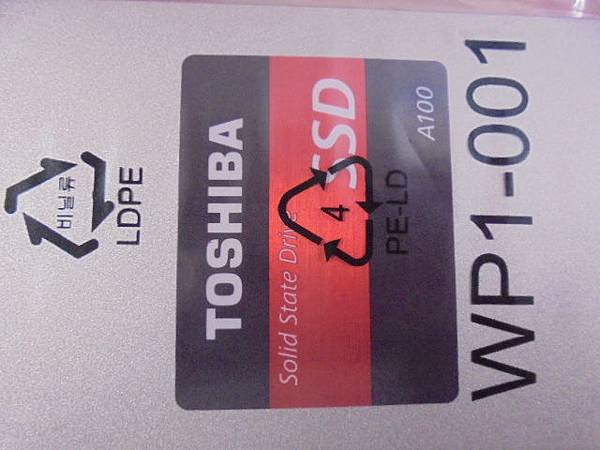 비닐류
LDPE
TOSHIBA
Solid State Drive
SSD
4
PE-LD
A100
WP1-001